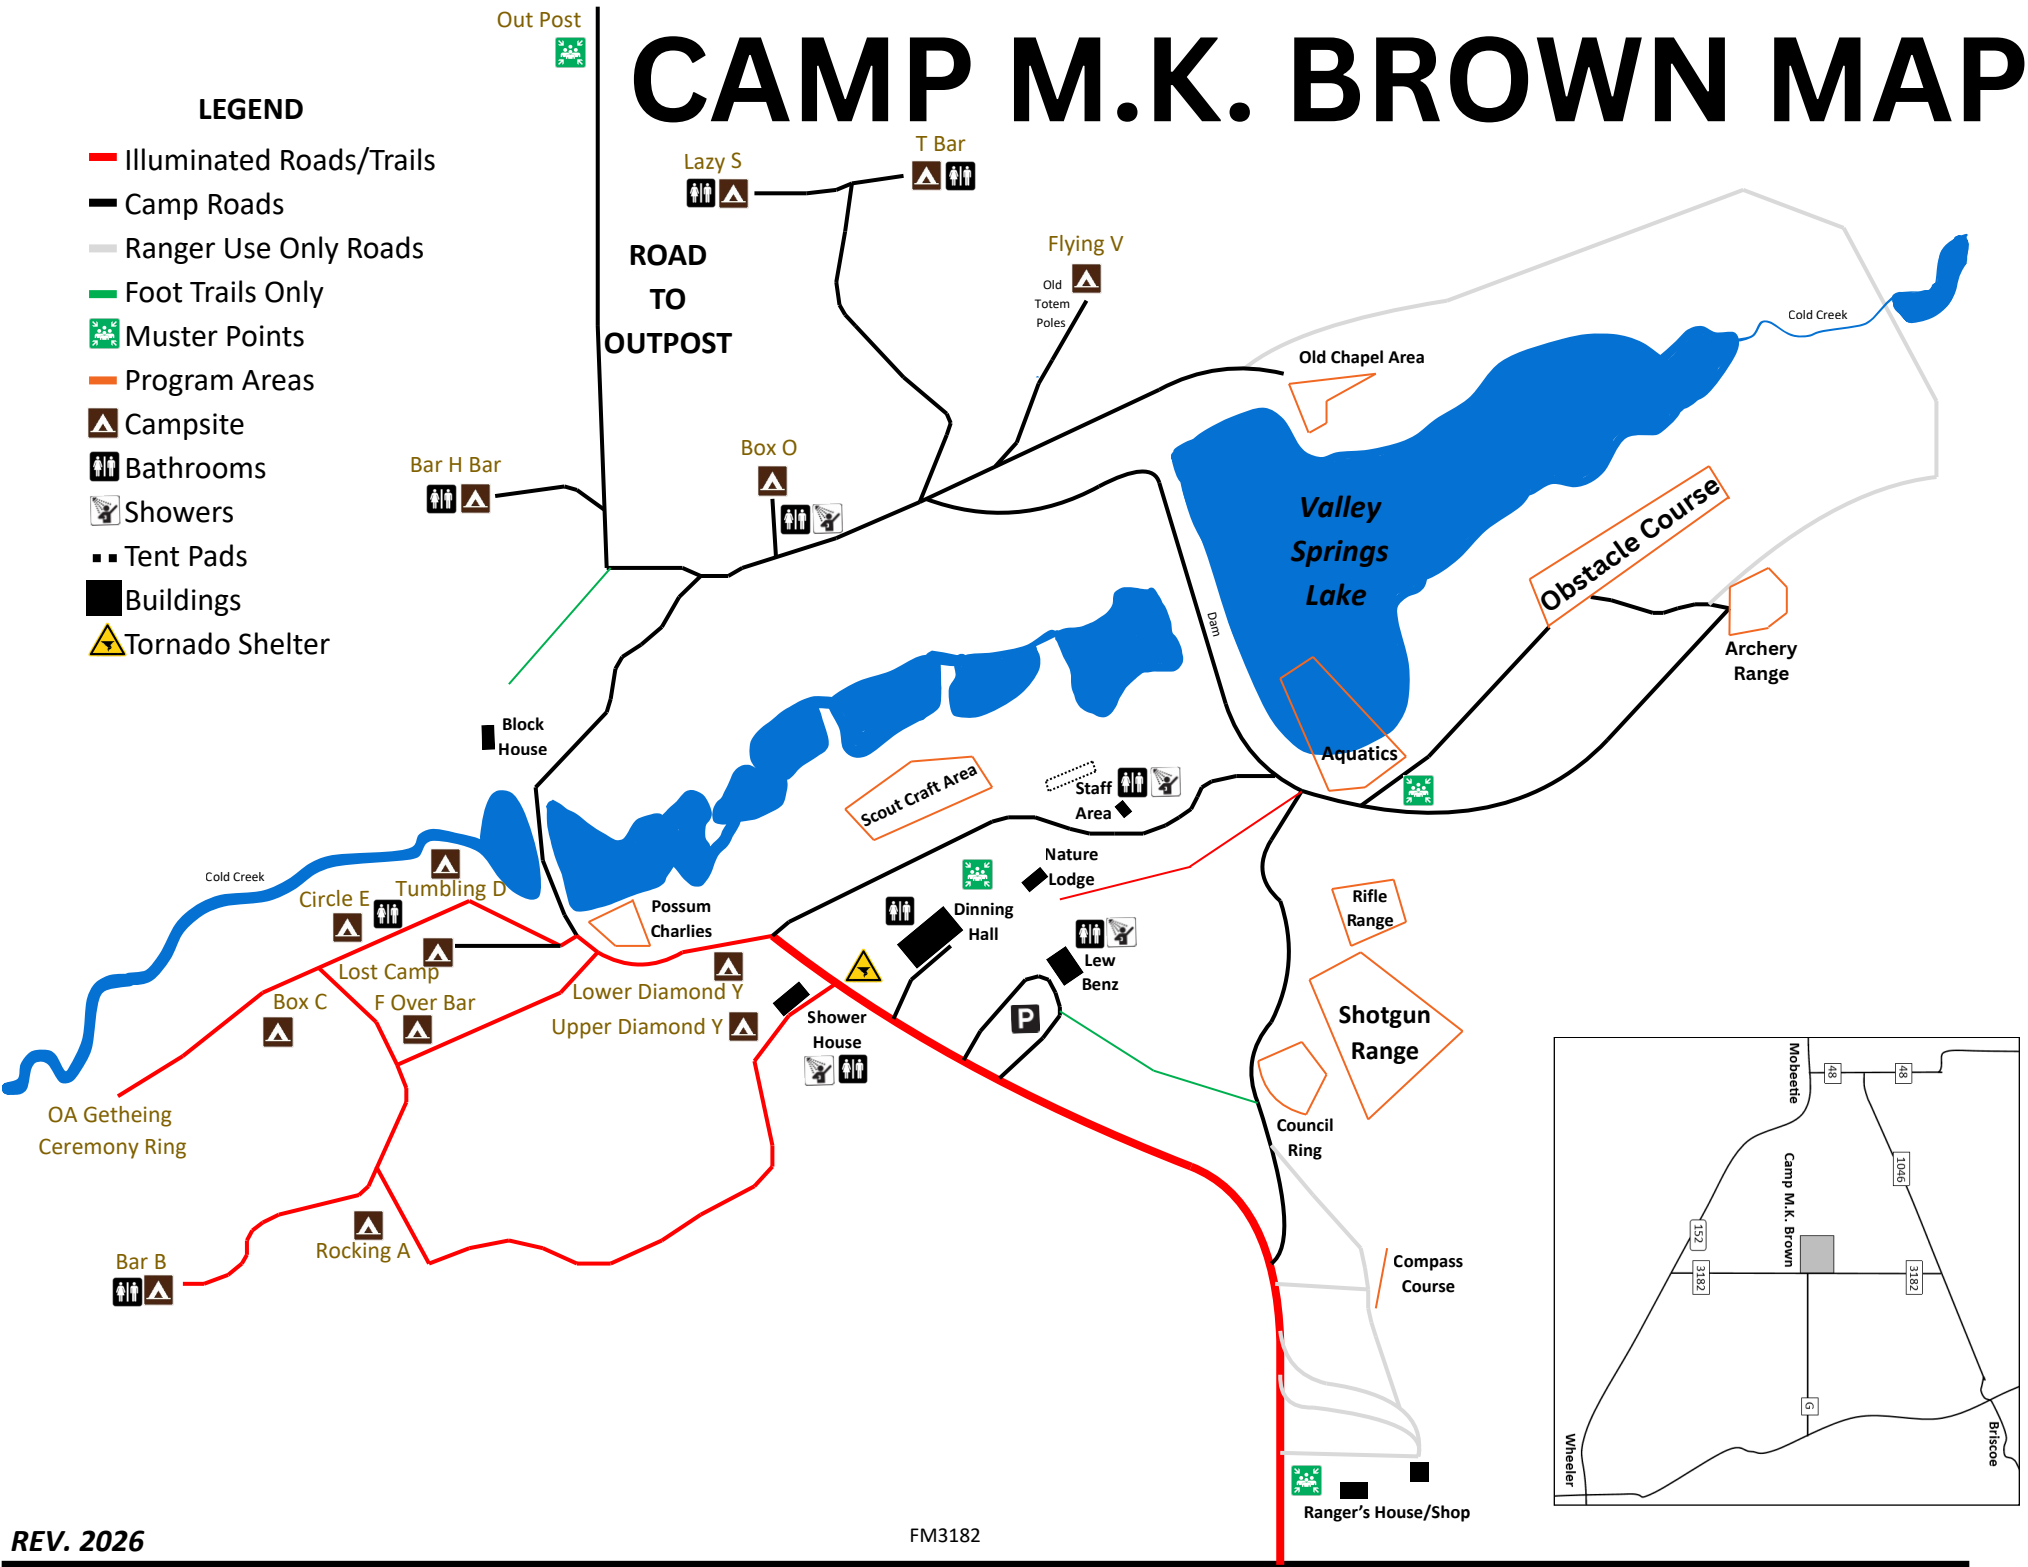 Out Post
CAMP M.K. BROWN MAP
LEGEND
Illuminated Roads/Trails
Camp Roads
Ranger Use Only Roads
Foot Trails Only
Muster Points
Program Areas
Campsite
Bathrooms
Showers
Tent Pads
Buildings
Tornado Shelter
Lazy S
T Bar
ROAD
TO
OUTPOST
Flying V
Old
Totem
Poles
Cold Creek
Old Chapel Area
Bar H Bar
Box O
Valley
Springs
Lake
Obstacle Course
Dam
Archery
Range
Block
House
Aquatics
Scout Craft Area
Staff
Area
Nature
Lodge
Cold Creek
Tumbling D
Circle E
Possum
Charlies
Dinning
Hall
Rifle
Range
Lost Camp
Lew
Benz
Box C
F Over Bar
Lower Diamond Y
Upper Diamond Y
Shower
House
P
Shotgun
Range
OA Getheing
Ceremony Ring
Council
Ring
Rocking A
Bar B
Compass
Course
Ranger's House/Shop
Mobeetie
48
48
1046
Camp M.K. Brown
152
3182
3182
G
Wheeler
Briscoe
REV. 2026
FM3182